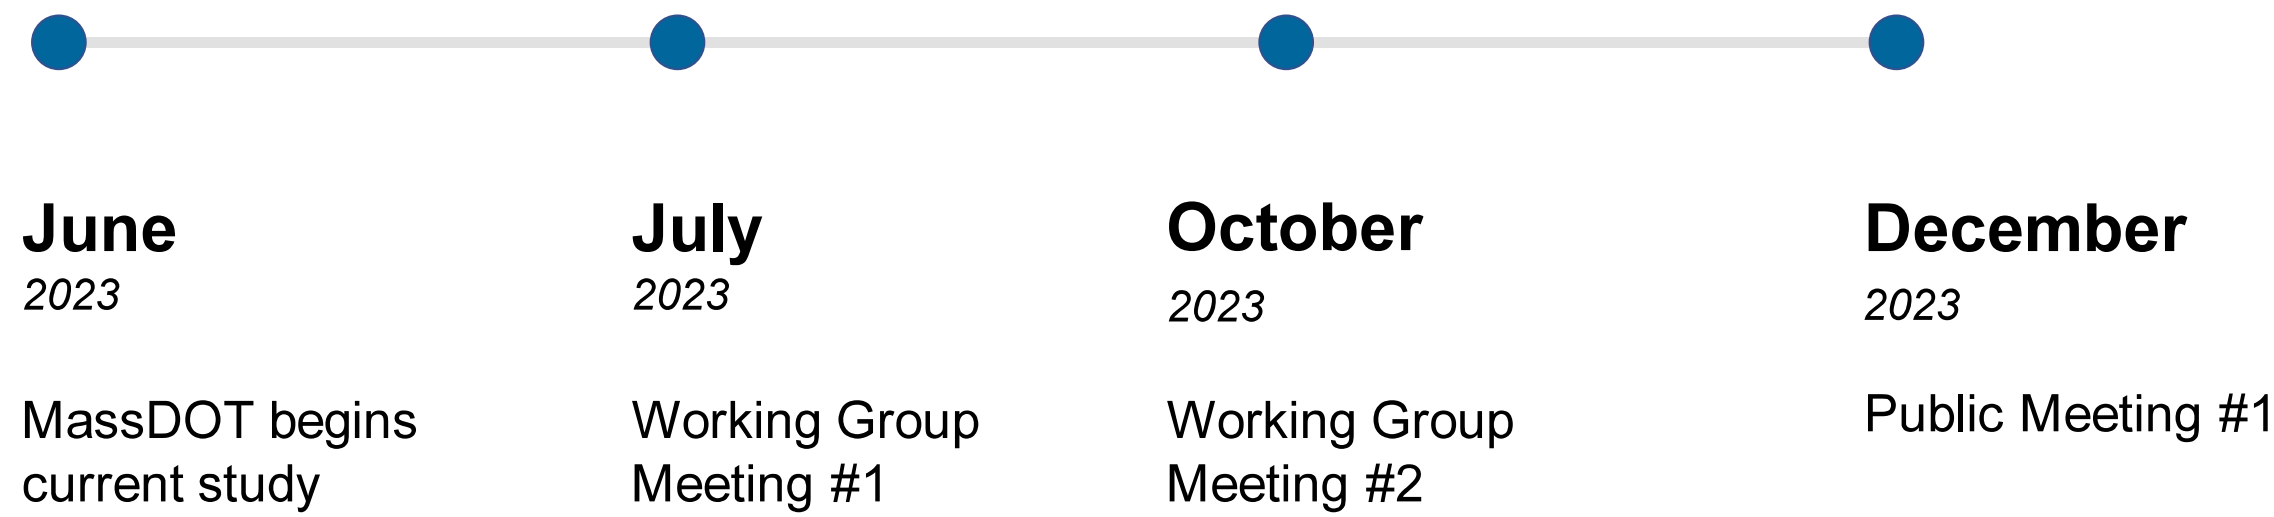 June
2023
MassDOT begins
current study
July
2023
Working Group
Meeting #1
October
2023
Working Group
Meeting #2
December
2023
Public Meeting #1